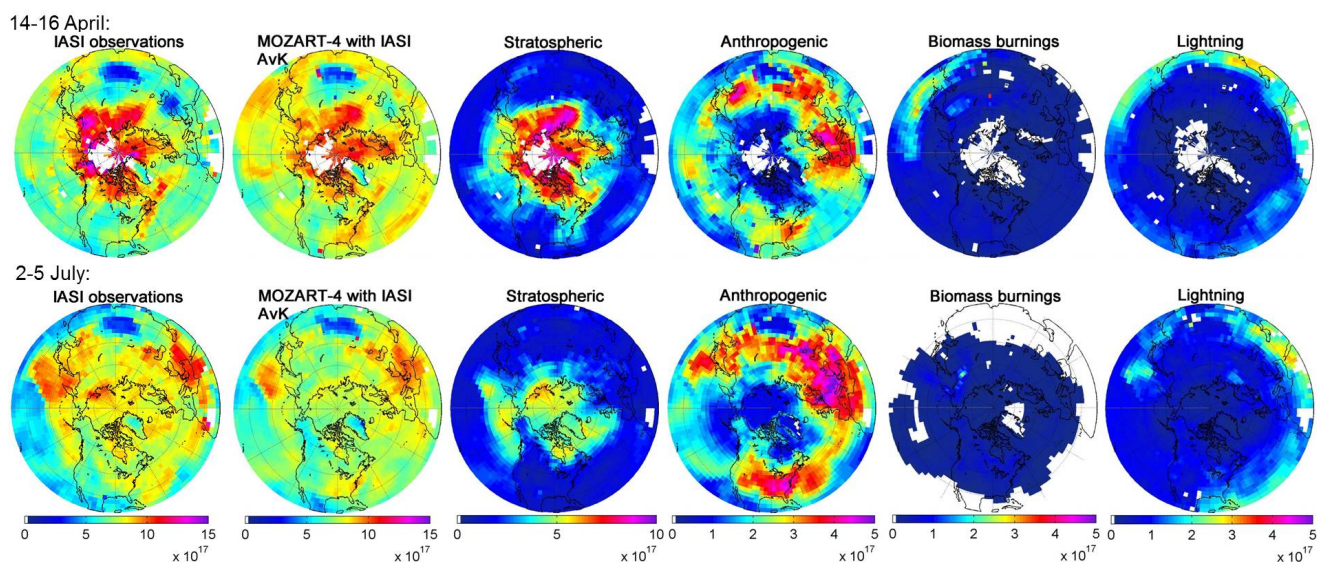 14-16 April:
IASI observations
MOZART-4 with IASI
AvK
Stratospheric
Anthropogenic
Biomass burnings
Lightning
2-5 July:
IASI observations
MOZART-4 with IASI
AvK
Stratospheric
Anthropogenic
Biomass burnings
Lightning
0 5 10 15
x 10^17
0 5 10 15
x 10^17
0 5 10
x 10^17
0 1 2 3 4 5
x 10^17
0 1 2 3 4 5
x 10^17
0 1 2 3 4 5
x 10^17